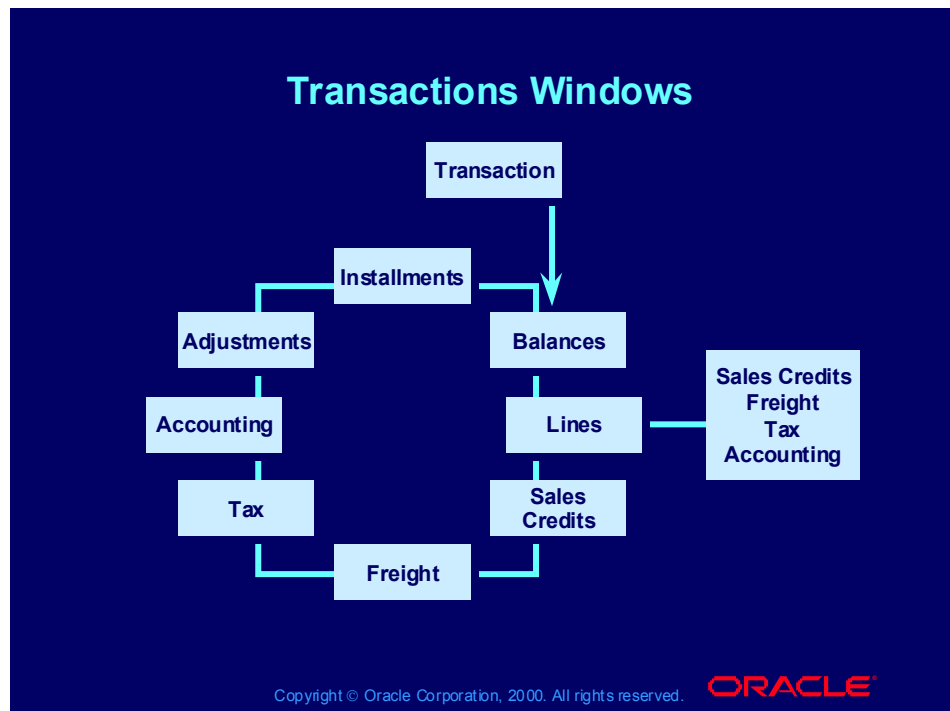 Transactions Windows
Transaction
Installments
Adjustments
Balances
Sales Credits
Freight
Tax
Accounting
Accounting
Lines
Tax
Sales
Credits
Freight
Copyright © Oracle Corporation, 2000. All rights reserved.
ORACLE®